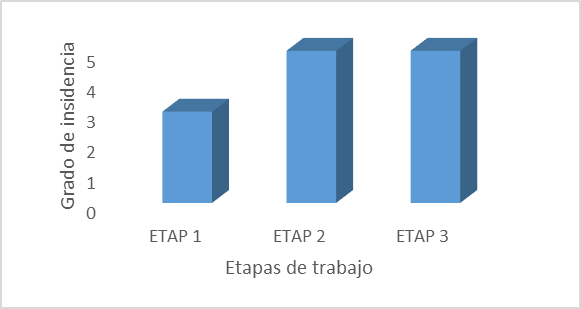 Grado de insidencia
5
4
3
2
1
0
ETAP 1
ETAP 2
ETAP 3
Etapas de trabajo